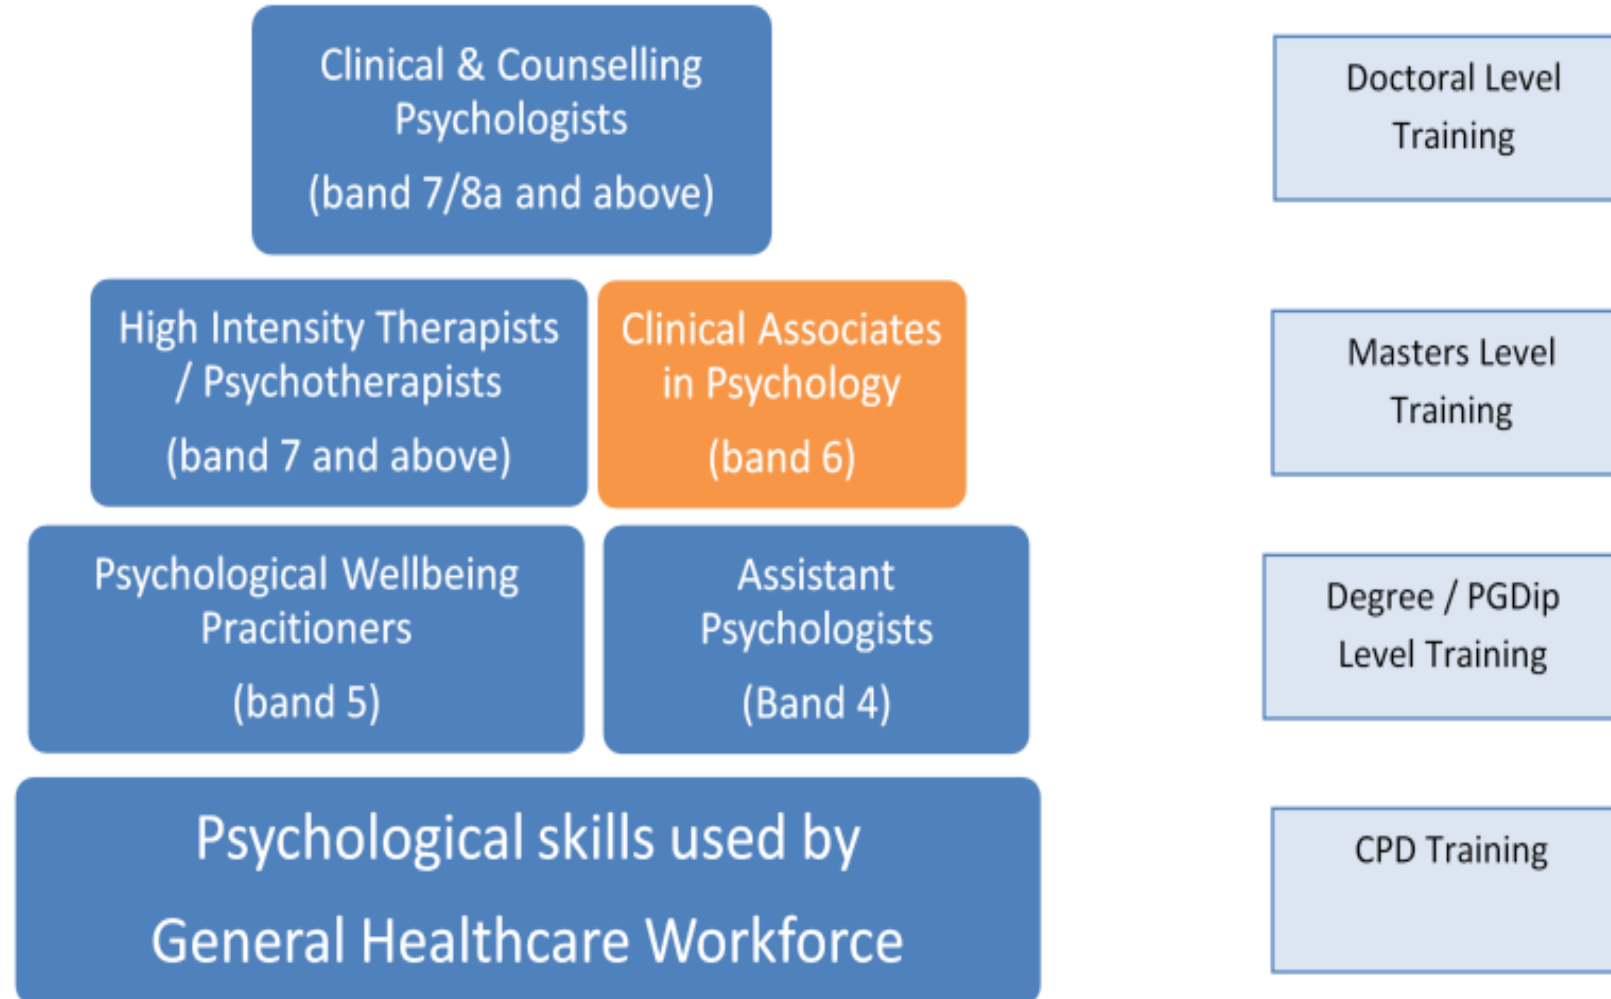 Clinical & Counselling
Psychologists
(band 7/8a and above)
Doctoral Level
Training
High Intensity Therapists
/ Psychotherapists
(band 7 and above)
Clinical Associates
in Psychology
(band 6)
Masters Level
Training
Psychological Wellbeing
Pracitioners
(band 5)
Assistant
Psychologists
(Band 4)
Degree / PGDip
Level Training
Psychological skills used by
General Healthcare Workforce
CPD Training